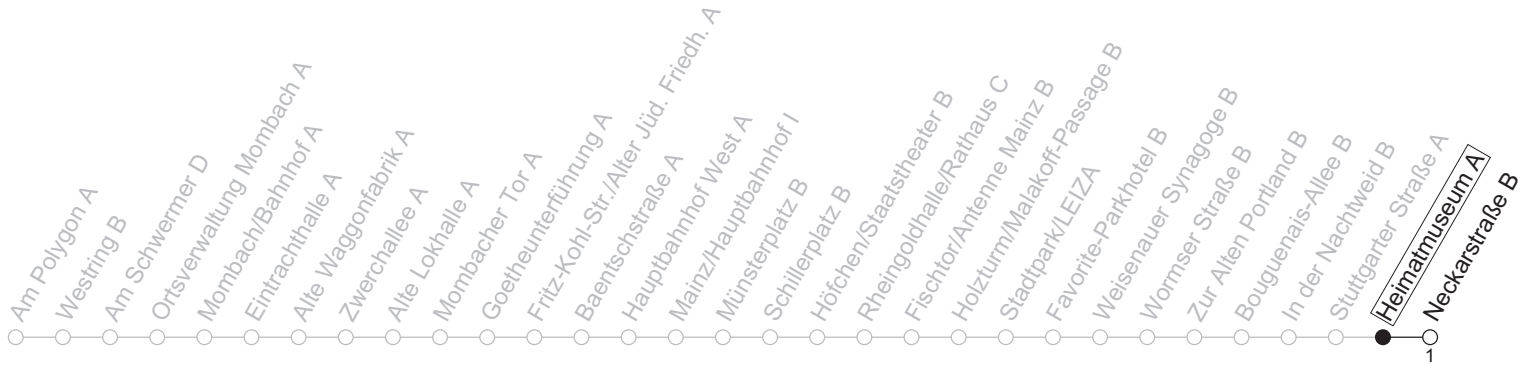 Am Polygon A
Westring B
Am Schwermer D
Ortsverwaltung Mombach A
Mombach/Bahnhof A
Eintrachthalle A
Alte Waggonfabrik A
Zwerchallee A
Alte Lokhalle A
Mombacher Tor A
Goetheunterführung A
Fritz-Kohl-Str./Alter Jüd. Friedh. A
Baentschstraße A
Hauptbahnhof West A
Mainz/Hauptbahnhof I
Münsterplatz B
Schillerplatz B
Höfchen/Staatstheater B
Rheingoldhalle/Rathaus C
Fischtor/Antenne Mainz B
Holzturm/Malakoff-Passage B
Stadtpark/LEIZA
Favorite-Parkhotel B
Weisenauer Synagoge B
Wormser Straße B
Zur Alten Portland B
Bouguenais-Allee B
In der Nachtweid B
Stuttgarter Straße A
Heimatmuseum A
Neckarstraße B
1